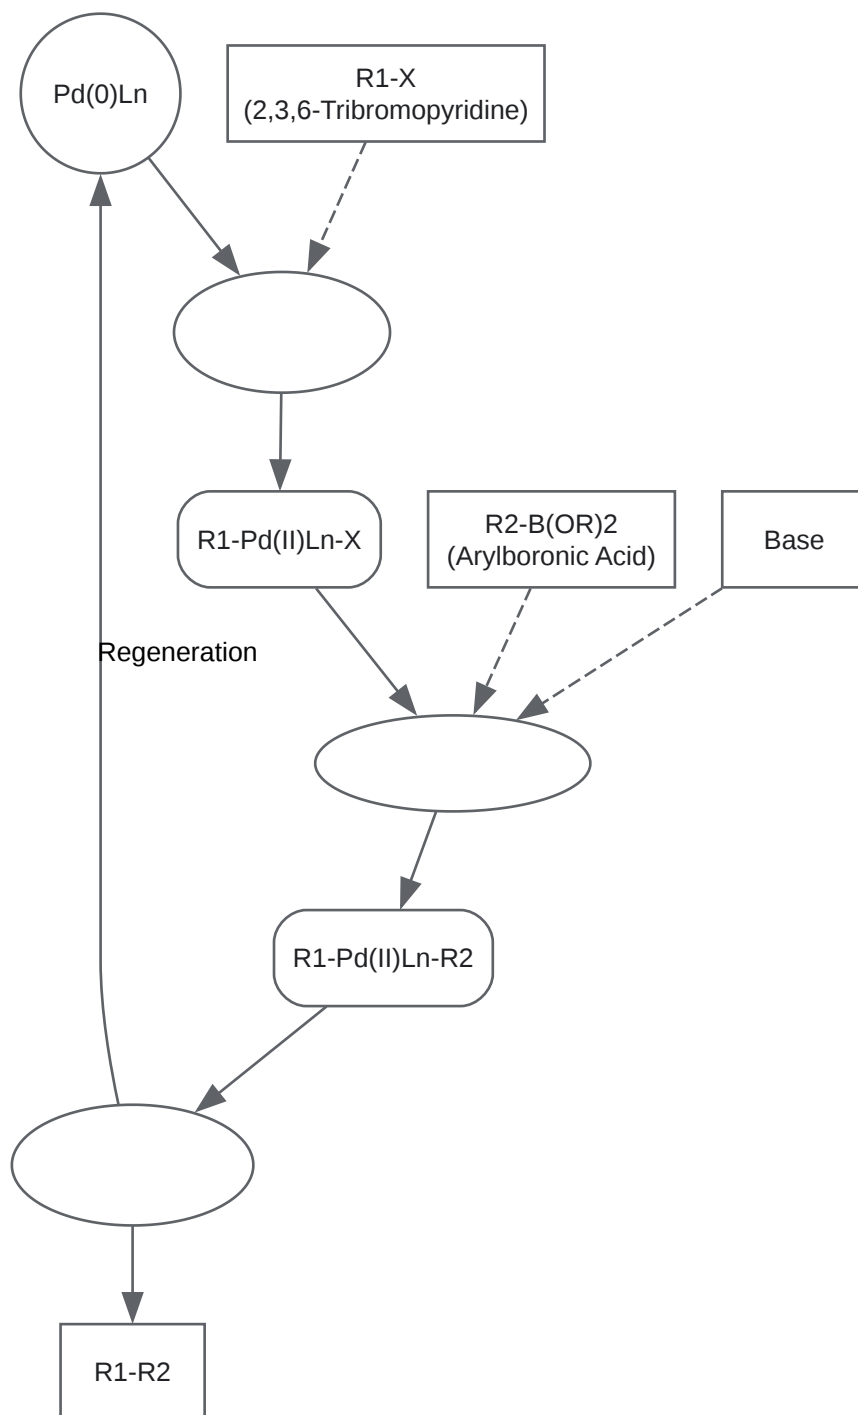 Pd(0)Ln
R1-X
(2,3,6-Tribromopyridine)
R1-Pd(II)Ln-X
R2-B(OR)2
(Arylboronic Acid)
Base
Regeneration
R1-Pd(II)Ln-R2
R1-R2